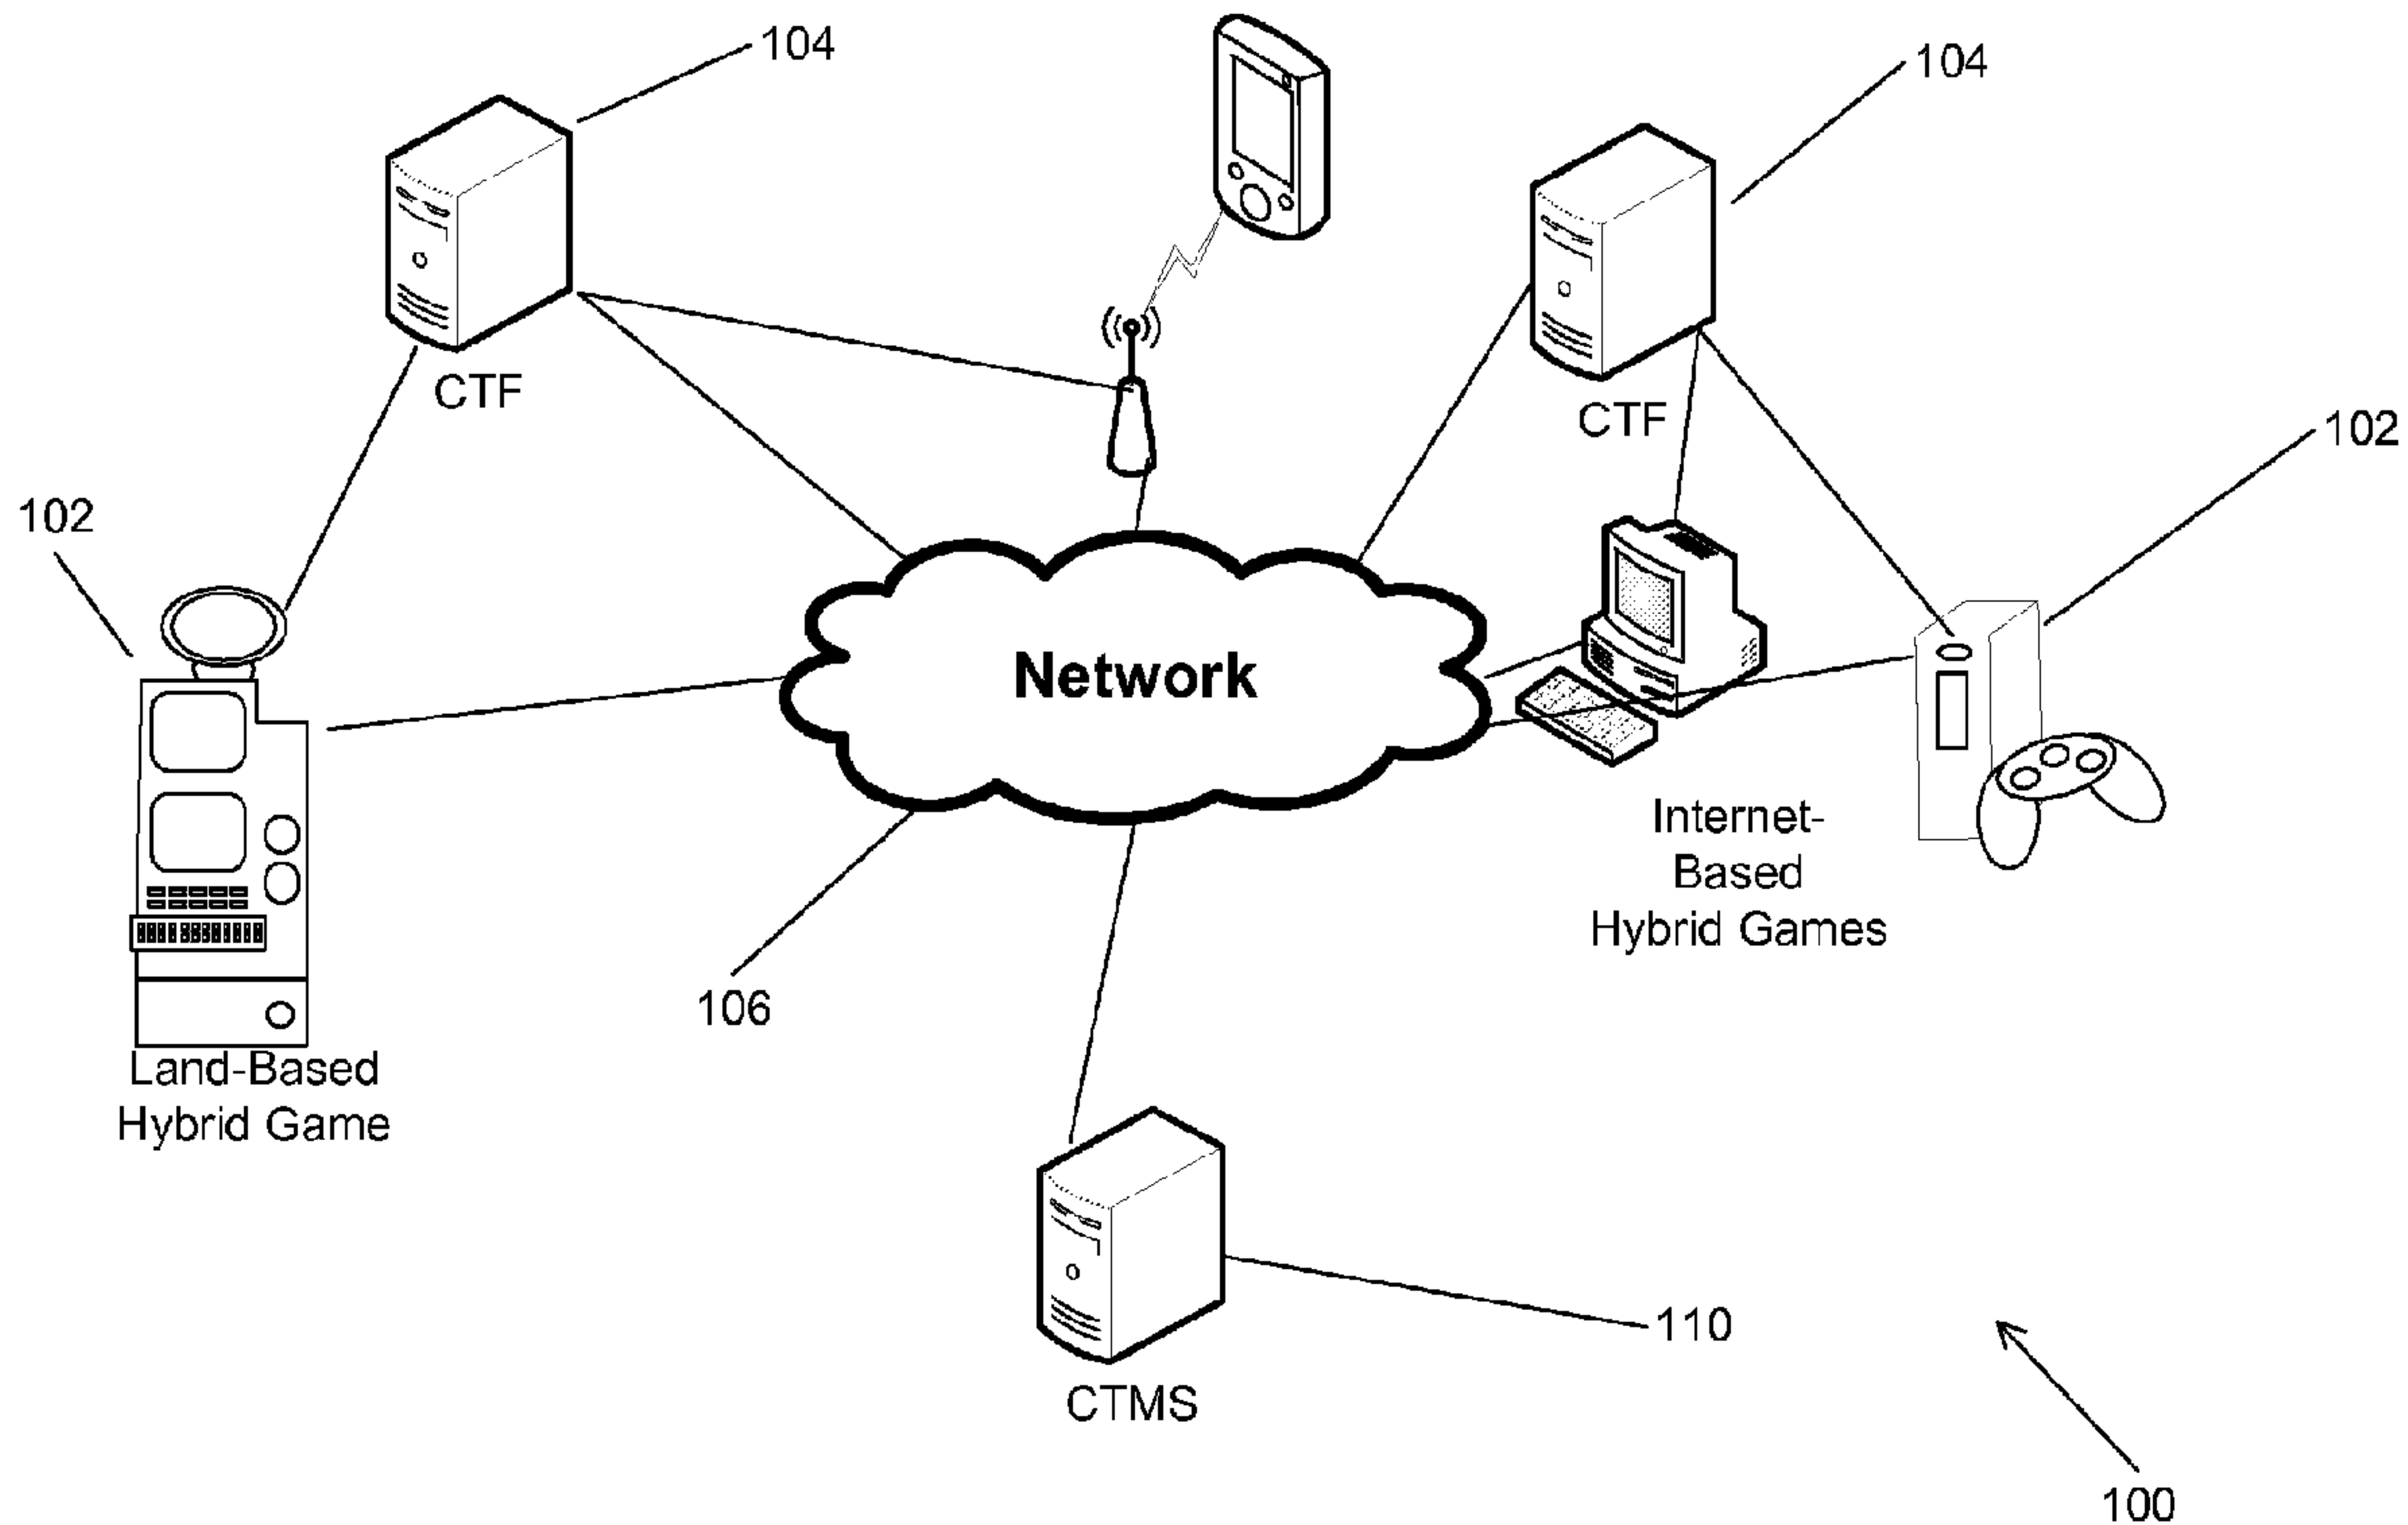 104
104
CTF
CTF
102
102
Network
Internet-
Based
Hybrid Games
106
Land-Based
Hybrid Game
110
CTMS
100